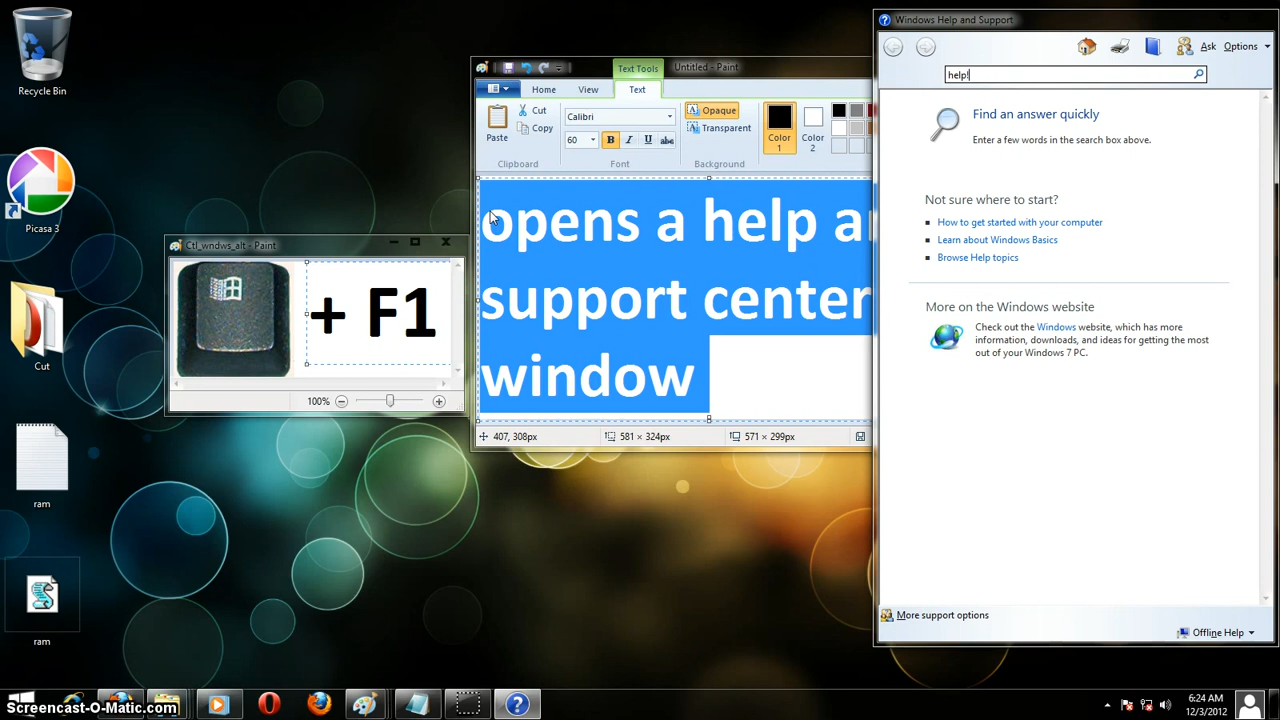 Recycle Bin
Picasa 3
Cut
ram
ram
Ctl_wndws_alt - Paint
+ F1
100%
Text Tools
Untitled - Paint
Home
View
Text
Paste
Cut
Copy
Clipboard
Calibri
60
B
I
U
abc
Font
Opaque
Transparent
Background
Color
1
Color
2
opens a help a
support center
window
407, 308px
581 × 324px
571 × 299px
Windows Help and Support
Ask
Options
help!
Find an answer quickly
Enter a few words in the search box above.
Not sure where to start?
How to get started with your computer
Learn about Windows Basics
Browse Help topics
More on the Windows website
Check out the Windows website, which has more
information, downloads, and ideas for getting the most
out of your Windows 7 PC.
More support options
Offline Help
Screencast-O-Matic.com
6:24 AM
12/3/2012